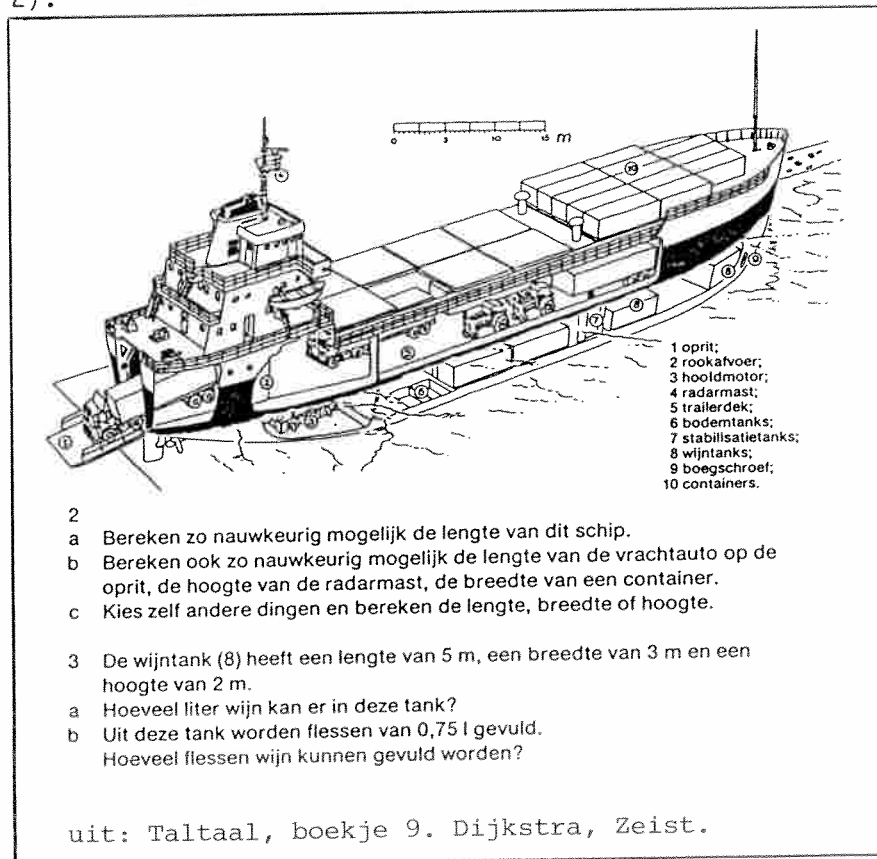 2).
0 5 10 15 m
1 oprit;
2 rookafvoer;
3 hooldmotor;
4 radarmast;
5 trailerdek;
6 bodemtanks;
7 stabilisatietanks;
8 wijntanks;
9 boegschroef;
10 containers.
2
a Bereken zo nauwkeurig mogelijk de lengte van dit schip.
b Bereken ook zo nauwkeurig mogelijk de lengte van de vrachtauto op de
oprit, de hoogte van de radarmast, de breedte van een container.
c Kies zelf andere dingen en bereken de lengte, breedte of hoogte.
3 De wijntank (8) heeft een lengte van 5 m, een breedte van 3 m en een
hoogte van 2 m.
a Hoeveel liter wijn kan er in deze tank?
b Uit deze tank worden flessen van 0,75 l gevuld.
Hoeveel flessen wijn kunnen gevuld worden?
uit: Taltaal, boekje 9. Dijkstra, Zeist.